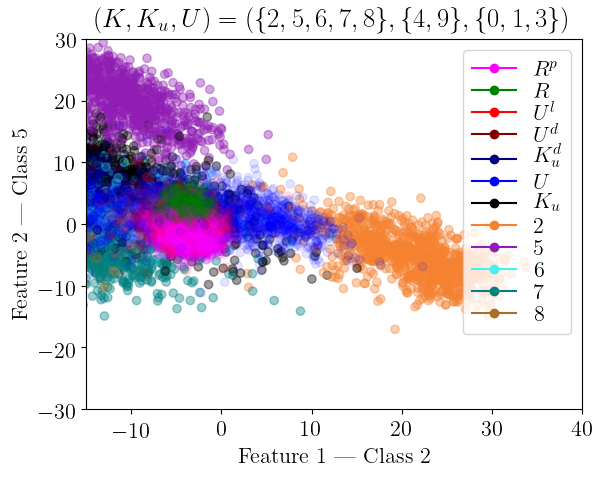 (K, K_u, U) = ({2, 5, 6, 7, 8}, {4, 9}, {0, 1, 3})
30
20
10
0
−10
−20
−30
Feature 2 — Class 5
−10
0
10
20
30
40
Feature 1 — Class 2
R^p
R
U^l
U^d
K_u^d
U
K_u
2
5
6
7
8